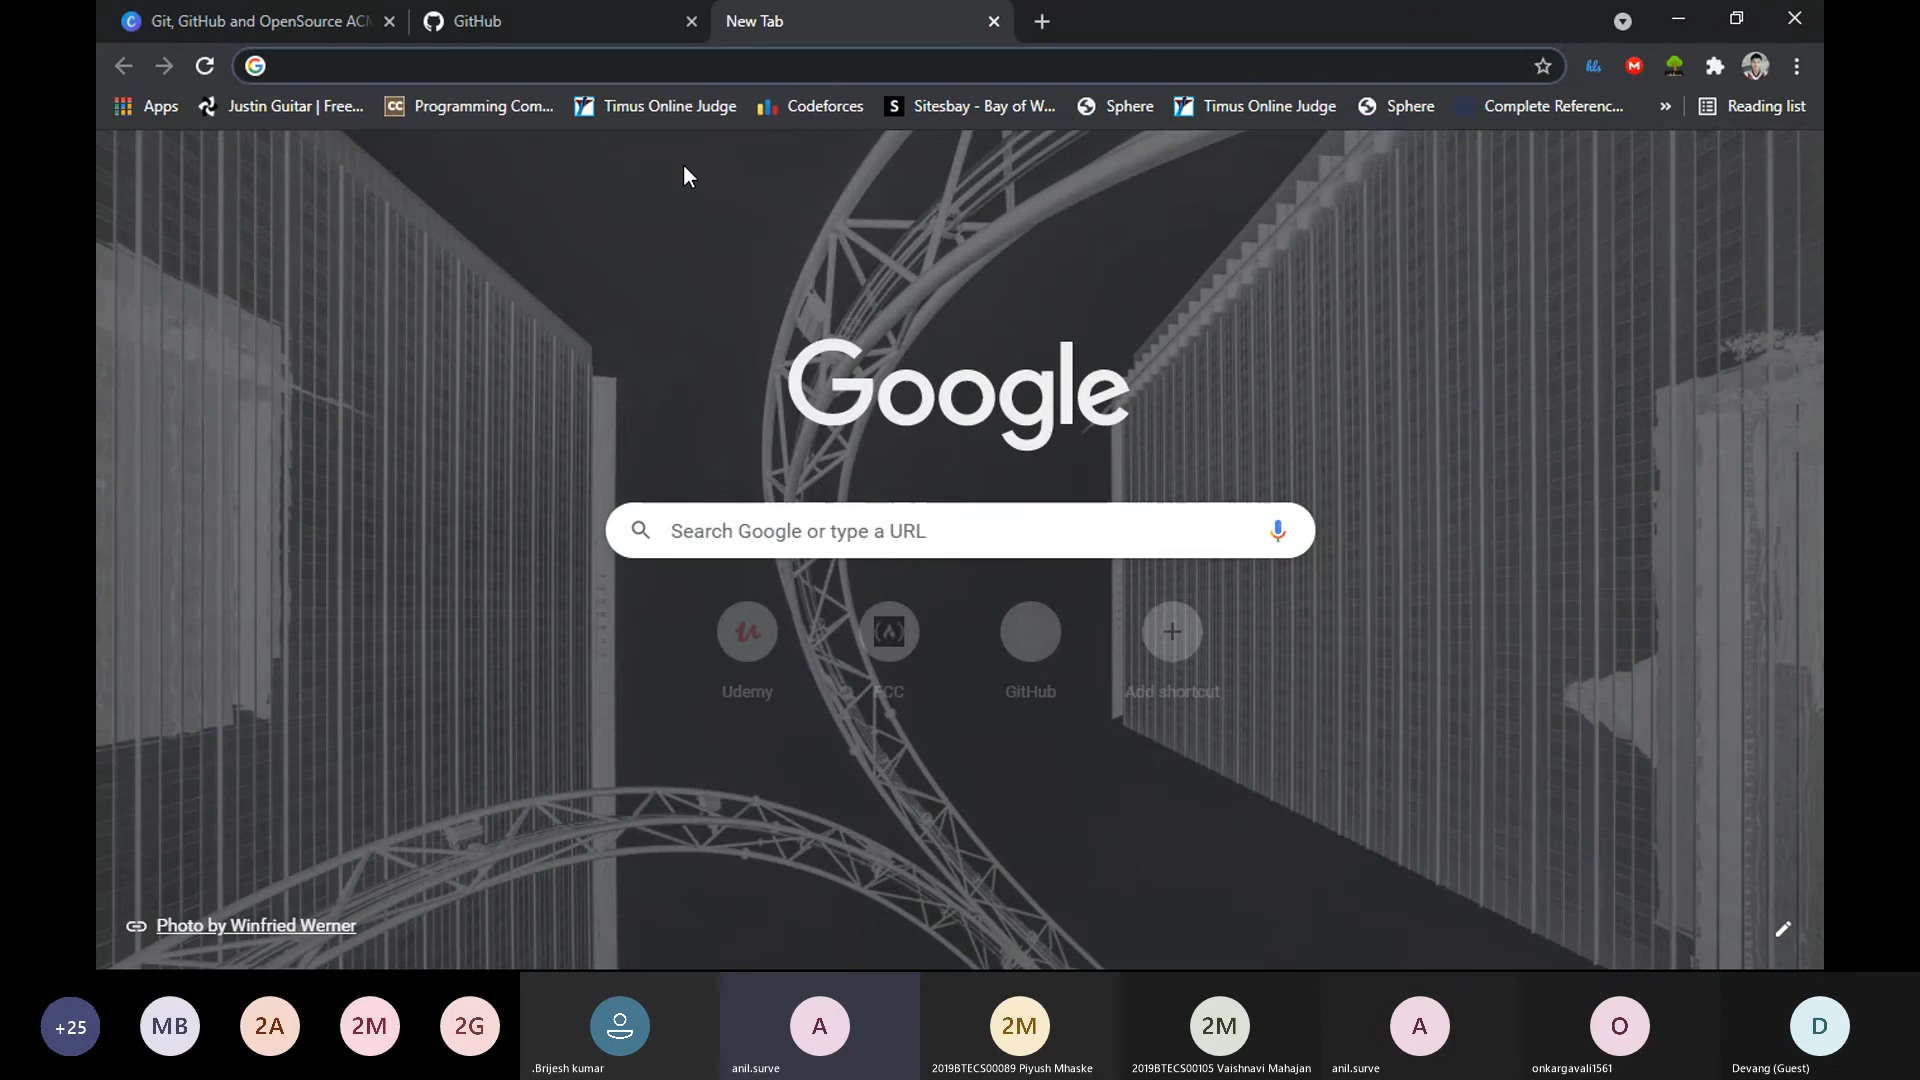 Git, GitHub and OpenSource ACM
GitHub
New Tab
hls
M
Apps
Justin Guitar | Free...
CC
Programming Com...
Timus Online Judge
Codeforces
S
Sitesbay - Bay of W...
Sphere
Timus Online Judge
Sphere
Complete Referenc...
»
Reading list
Google
Search Google or type a URL
Udemy
FCC
GitHub
Add shortcut
Photo by Winfried Werner
+25
MB
2A
2M
2G
A
2M
2M
A
O
D
.Brijesh kumar
anil.surve
2019BTECS00089 Piyush Mhaske
2019BTECS00105 Vaishnavi Mahajan
anil.surve
onkargavali1561
Devang (Guest)